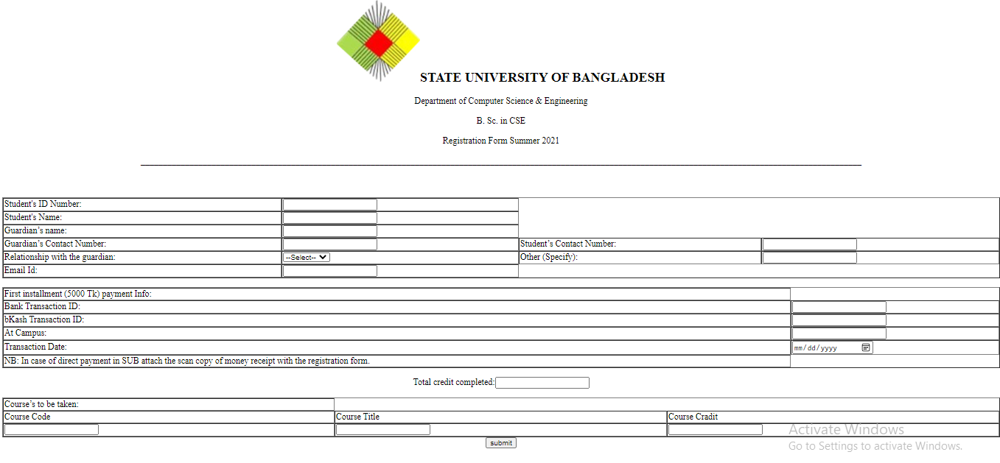 STATE UNIVERSITY OF BANGLADESH
Department of Computer Science & Engineering
B. Sc. in CSE
Registration Form Summer 2021
Student's ID Number:
Student's Name:
Guardian’s name:
Guardian’s Contact Number: Student’s Contact Number:
Relationship with the guardian: --Select-- Other (Specify):
Email Id:
First installment (5000 Tk) payment Info:
Bank Transaction ID:
bKash Transaction ID:
At Campus:
Transaction Date: mm/dd/yyyy
NB: In case of direct payment in SUB attach the scan copy of money receipt with the registration form.
Total credit completed:
Course’s to be taken:
Course Code Course Title Course Cradit
submit
Activate Windows
Go to Settings to activate Windows.